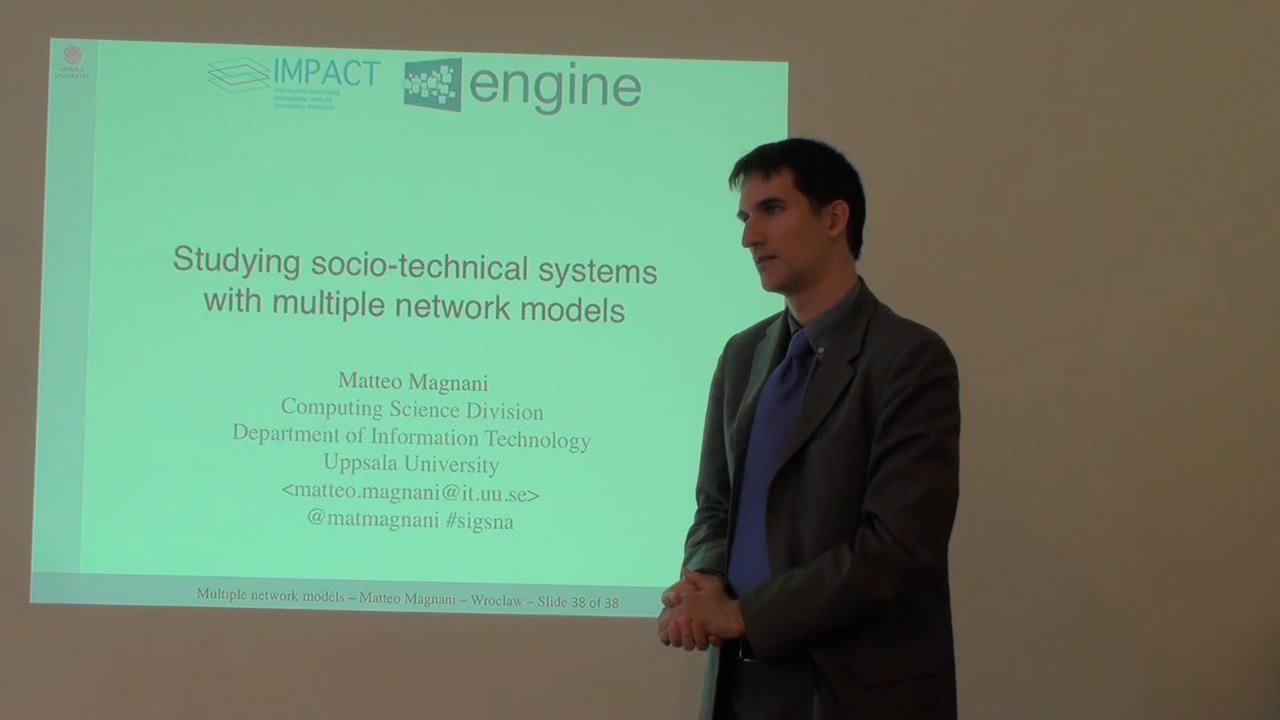 UPPSALA
UNIVERSITET
IMPACT
engine
Studying socio-technical systems
with multiple network models
Matteo Magnani
Computing Science Division
Department of Information Technology
Uppsala University
<matteo.magnani@it.uu.se>
@matmagnani #sigsna
Multiple network models – Matteo Magnani – Wroclaw – Slide 38 of 38